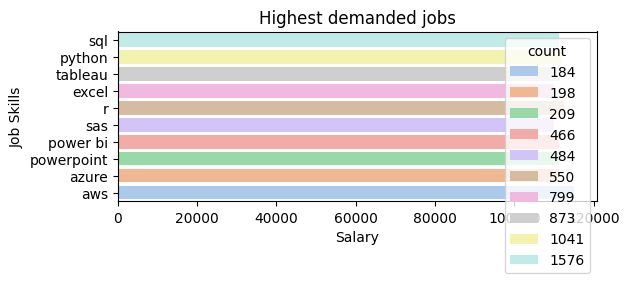 Highest demanded jobs
Job Skills
sql
python
tableau
excel
r
sas
power bi
powerpoint
azure
aws
0
20000
40000
60000
80000
Salary
count
184
198
209
466
484
550
799
873
1041
1576